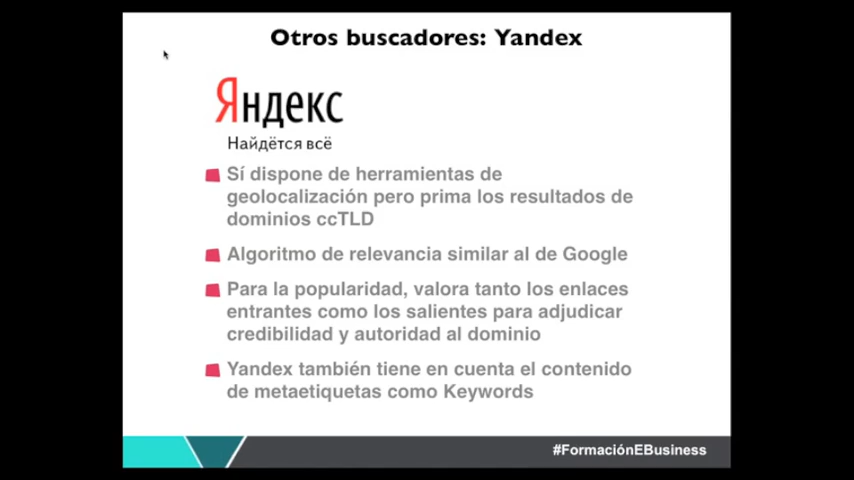 Otros buscadores: Yandex
Яндекс
Найдётся всё
Sí dispone de herramientas de
geolocalización pero prima los resultados de
dominios ccTLD
Algoritmo de relevancia similar al de Google
Para la popularidad, valora tanto los enlaces
entrantes como los salientes para adjudicar
credibilidad y autoridad al dominio
Yandex también tiene en cuenta el contenido
de metaetiquetas como Keywords
#FormaciónEBusiness